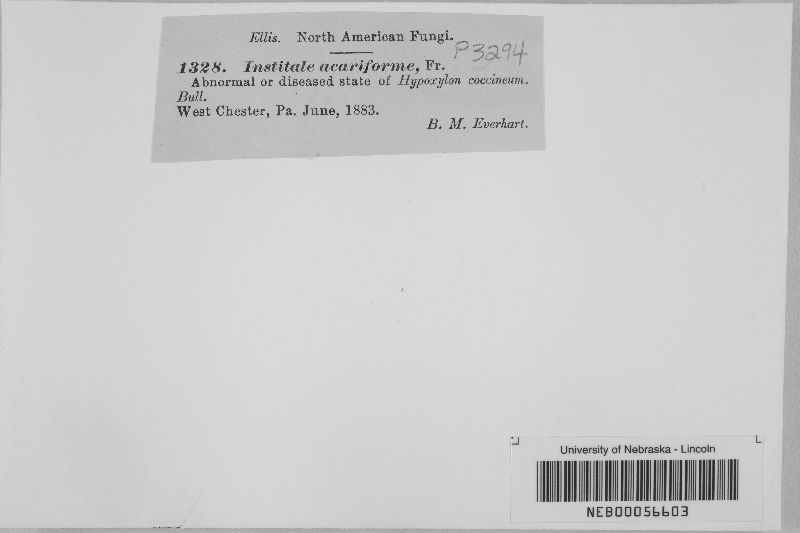 Ellis. North American Fungi.
P3294
1328. Institale acariforme, Fr.
Abnormal or diseased state of Hypoxylon coccineum.
Bull.
West Chester, Pa. June, 1883.
B. M. Everhart.
University of Nebraska - Lincoln
NEB00056603